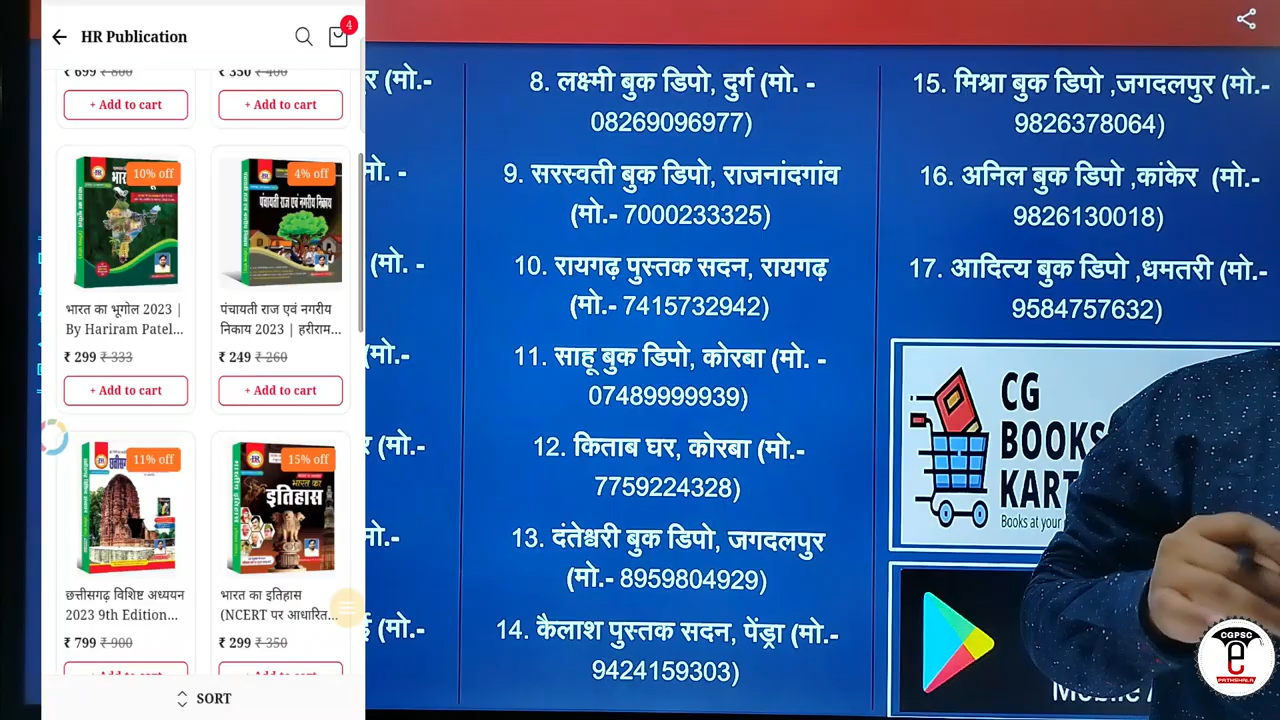 HR Publication
4
₹ 699 800
₹ 350 400
+ Add to cart
+ Add to cart
10% off
4% off
पंचायती राज एवं नगरीय निकाय
भारत का भूगोल 2023 |
By Hariram Patel...
पंचायती राज एवं नगरीय
निकाय 2023 | हरीराम...
₹ 299 333
₹ 249 260
+ Add to cart
+ Add to cart
11% off
15% off
HR
भारत का
इतिहास
छत्तीसगढ़ विशिष्ट अध्ययन
2023 9th Edition...
भारत का इतिहास
(NCERT पर आधारित...
₹ 799 900
₹ 299 350
SORT
(मो.-
(मो.-
8. लक्ष्मी बुक डिपो, दुर्ग (मो. -
08269096977)
9. सरस्वती बुक डिपो, राजनांदगांव
(मो.- 7000233325)
10. रायगढ़ पुस्तक सदन, रायगढ़
(मो.- 7415732942)
11. साहू बुक डिपो, कोरबा (मो. -
07489999939)
12. किताब घर, कोरबा (मो.-
7759224328)
13. दंतेश्वरी बुक डिपो, जगदलपुर
(मो.- 8959804929)
14. कैलाश पुस्तक सदन, पेंड्रा (मो.-
9424159303)
15. मिश्रा बुक डिपो ,जगदलपुर (मो.-
9826378064)
16. अनिल बुक डिपो ,कांकेर (मो.-
9826130018)
17. आदित्य बुक डिपो ,धमतरी (मो.-
9584757632)
CG
BOOKS
KART
Books at your
CGPSC
e
PATHSHALA